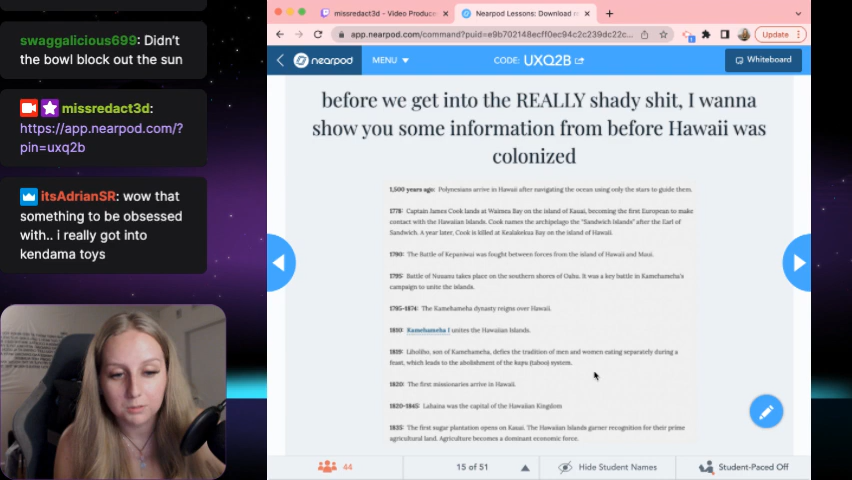 swaggalicious699: Didn't
the bowl block out the sun
missredact3d:
https://app.nearpod.com/?
pin=uxq2b
itsAdrianSR: wow that
something to be obsessed
with.. i really got into
kendama toys
missredact3d - Video Produce
Nearpod Lessons: Download o
app.nearpod.com/command?puid=e9b702148ecff0ec94c2c239dc22c...
Update
nearpod
MENU
CODE: UXQ2B
Whiteboard
before we get into the REALLY shady shit, I wanna
show you some information from before Hawaii was
colonized
1,500 years ago: Polynesians arrive in Hawaii after navigating the ocean using only the stars to guide them.
1778: Captain James Cook lands at Waimea Bay on the island of Kauai, becoming the first European to make
contact with the Hawaiian Islands. Cook names the archipelago the "Sandwich Islands" after the Earl of
Sandwich. A year later, Cook is killed at Kealakekua Bay on the island of Hawaii.
1790: The Battle of Kepaniwai was fought between forces from the island of Hawaii and Maui.
1795: Battle of Nuuanu takes place on the southern shores of Oahu. It was a key battle in Kamehameha's
campaign to unite the islands.
1795-1874: The Kamehameha dynasty reigns over Hawaii.
1810: Kamehameha I unites the Hawaiian Islands.
1819: Liholiho, son of Kamehameha, defies the tradition of men and women eating separately during a
feast, which leads to the abolishment of the kapu (taboo) system.
1820: The first missionaries arrive in Hawaii.
1820-1845: Lahaina was the capital of the Hawaiian Kingdom
1835: The first sugar plantation opens on Kauai. The Hawaiian Islands garner recognition for their prime
agricultural land. Agriculture becomes a dominant economic force.
44
15 of 51
Hide Student Names
Student-Paced Off